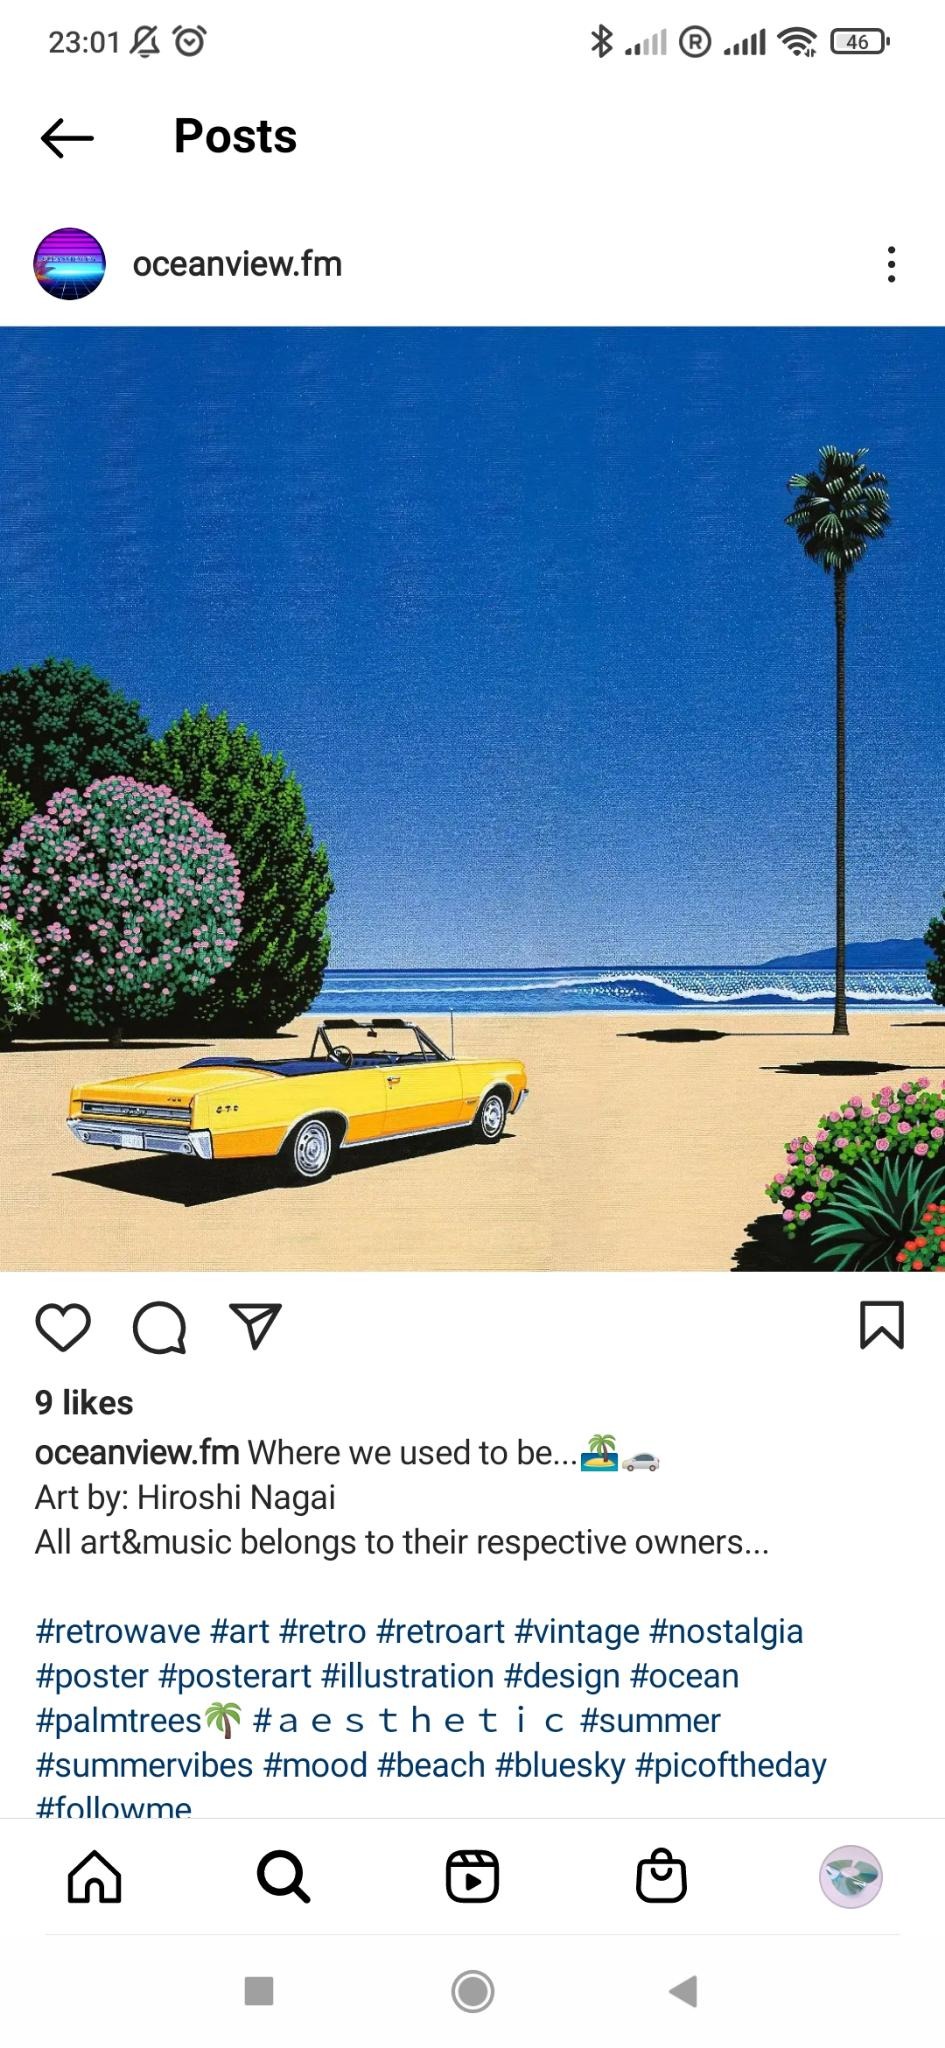 23:01
R
46
Posts
oceanview.fm
GTO
9 likes
oceanview.fm Where we used to be...🏝️🚗
Art by: Hiroshi Nagai
All art&music belongs to their respective owners...
#retrowave #art #retro #retroart #vintage #nostalgia
#poster #posterart #illustration #design #ocean
#palmtrees🌴 #ａｅｓｔｈｅｔｉｃ #summer
#summervibes #mood #beach #bluesky #picoftheday
#followme